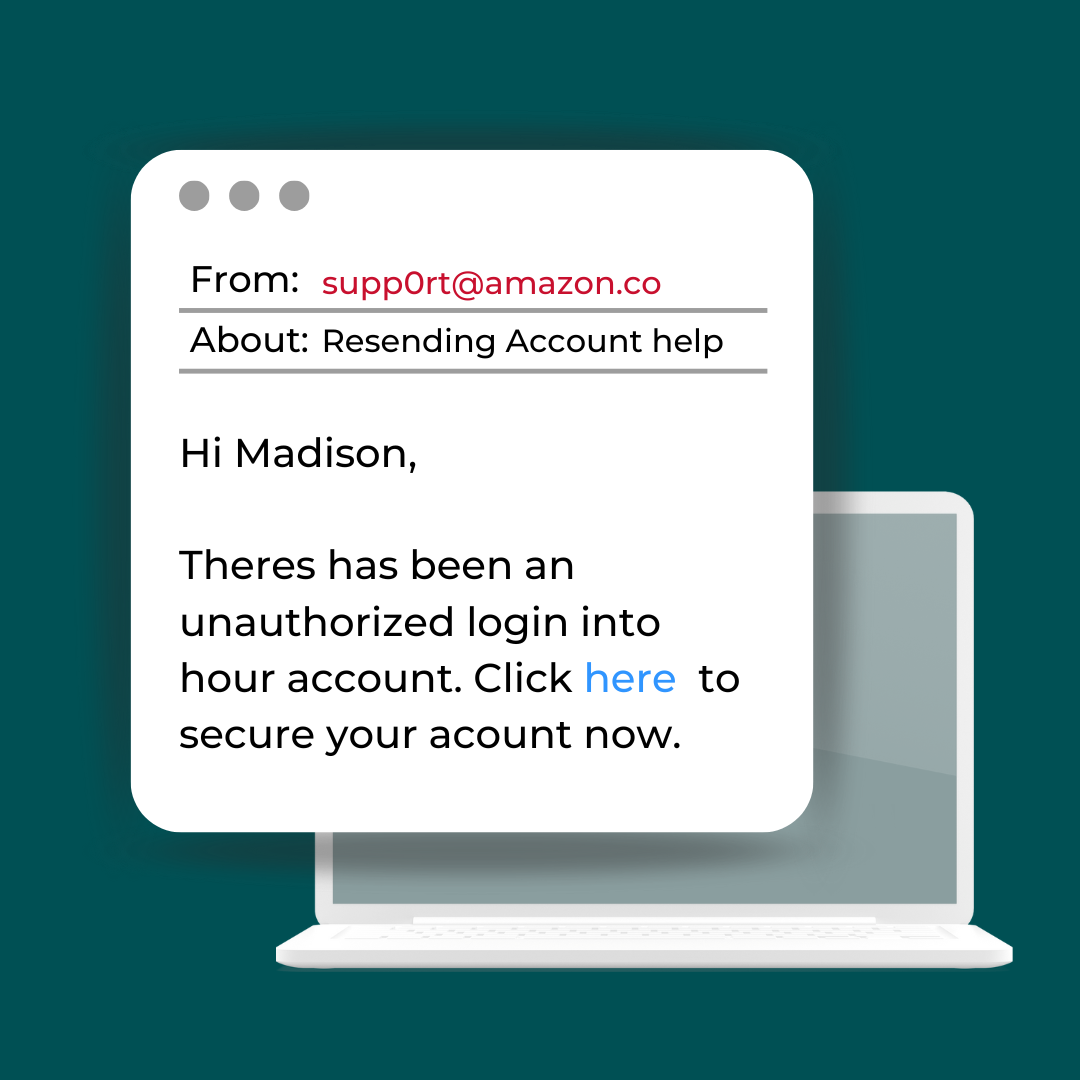 From: supp0rt@amazon.co
About: Resending Account help
Hi Madison,
Theres has been an
unauthorized login into
hour account. Click here to
secure your acount now.